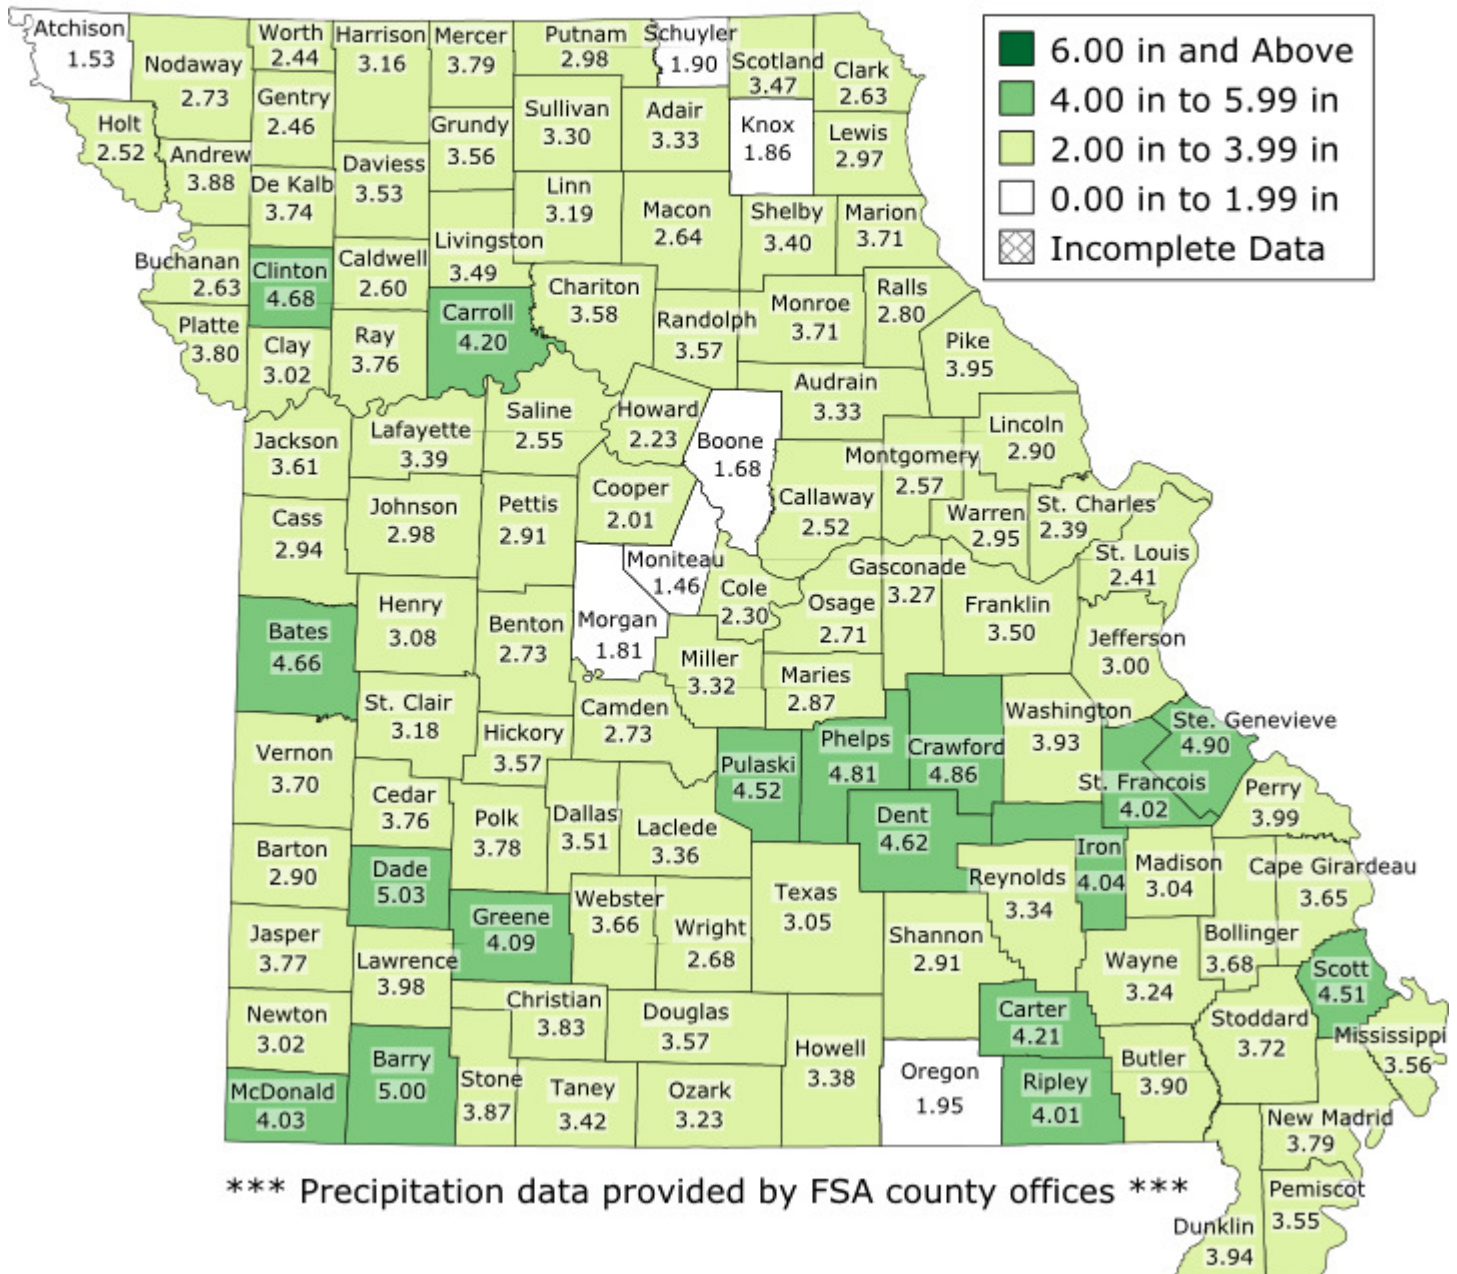 Atchison
1.53
Nodaway
2.73
Worth
2.44
Harrison
3.16
Mercer
3.79
Putnam
2.98
Schuyler
1.90
Scotland
3.47
Clark
2.63
6.00 in and Above
4.00 in to 5.99 in
2.00 in to 3.99 in
0.00 in to 1.99 in
Incomplete Data
Holt
2.52
Andrew
3.88
Gentry
2.46
De Kalb
3.74
Daviess
3.53
Grundy
3.56
Sullivan
3.30
Adair
3.33
Knox
1.86
Lewis
2.97
Linn
3.19
Macon
2.64
Shelby
3.40
Marion
3.71
Buchanan
2.63
Clinton
4.68
Caldwell
2.60
Livingston
3.49
Chariton
3.58
Randolph
3.57
Monroe
3.71
Ralls
2.80
Platte
3.80
Clay
3.02
Ray
3.76
Carroll
4.20
Pike
3.95
Audrain
3.33
Jackson
3.61
Lafayette
3.39
Saline
2.55
Howard
2.23
Boone
1.68
Montgomery
2.57
Lincoln
2.90
Cass
2.94
Johnson
2.98
Pettis
2.91
Cooper
2.01
Callaway
2.52
Warren
2.95
St. Charles
2.39
St. Louis
2.41
Moniteau
1.46
Cole
2.30
Gasconade
3.27
Osage
2.71
Franklin
3.50
Jefferson
3.00
Bates
4.66
Henry
3.08
Benton
2.73
Morgan
1.81
Miller
3.32
Maries
2.87
St. Clair
3.18
Hickory
3.57
Camden
2.73
Pulaski
4.52
Phelps
4.81
Crawford
4.86
Washington
3.93
Ste. Genevieve
4.90
St. Francois
4.02
Perry
3.99
Vernon
3.70
Cedar
3.76
Polk
3.78
Dallas
3.51
Laclede
3.36
Dent
4.62
Iron
4.04
Madison
3.04
Cape Girardeau
3.65
Barton
2.90
Dade
5.03
Greene
4.09
Webster
3.66
Wright
2.68
Texas
3.05
Reynolds
3.34
Shannon
2.91
Wayne
3.24
Bollinger
3.68
Scott
4.51
Jasper
3.77
Lawrence
3.98
Christian
3.83
Douglas
3.57
Howell
3.38
Carter
4.21
Stoddard
3.72
Mississippi
3.56
Newton
3.02
Barry
5.00
Stone
3.87
Taney
3.42
Ozark
3.23
Oregon
1.95
Ripley
4.01
Butler
3.90
McDonald
4.03
New Madrid
3.79
Pemiscot
3.55
Dunklin
3.94
*** Precipitation data provided by FSA county offices ***